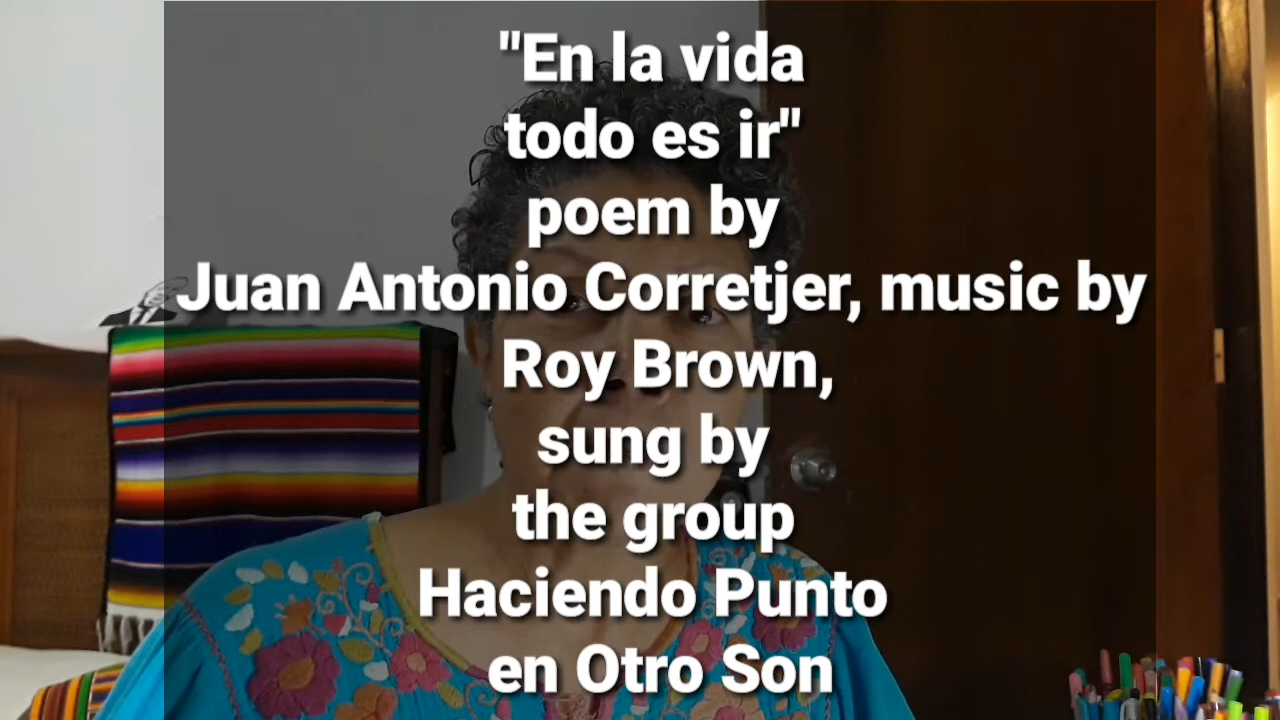 "En la vida
todo es ir"
poem by
Juan Antonio Corretjer, music by
Roy Brown,
sung by
the group
Haciendo Punto
en Otro Son